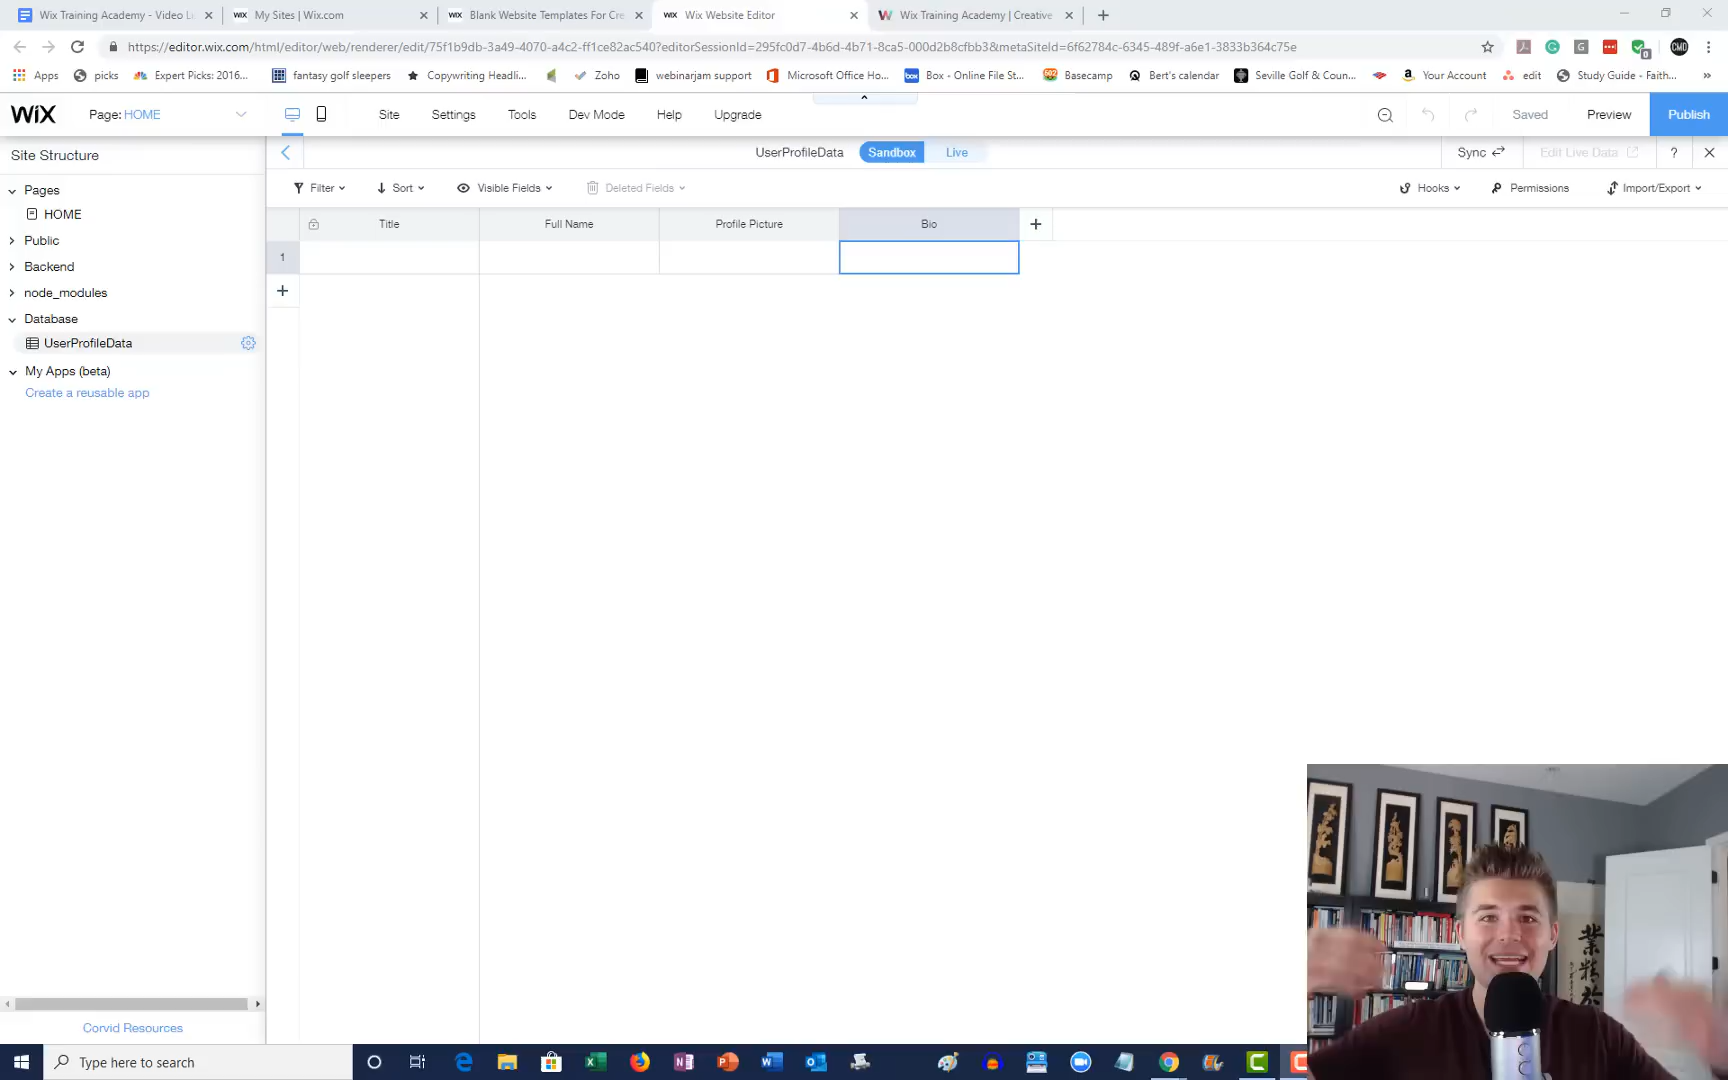 Wix Training Academy - Video Li
My Sites | Wix.com
Blank Website Templates For Cre
Wix Website Editor
Wix Training Academy | Creative
https://editor.wix.com/html/editor/web/renderer/edit/75f1b9db-3a49-4070-a4c2-ff1ce82ac540?editorSessionId=295fc0d7-4b6d-4b71-8ca5-000d2b8cfbb3&metaSiteId=6f62784c-6345-489f-a6e1-3833b364c75e
Apps picks Expert Picks: 2016... fantasy golf sleepers Copywriting Headli... Zoho webinarjam support Microsoft Office Ho... Box - Online File St... Basecamp Bert's calendar Seville Golf & Coun... Your Account edit Study Guide - Faith... »
WiX Page: HOME Site Settings Tools Dev Mode Help Upgrade Saved Preview Publish
Site Structure
UserProfileData Sandbox Live Sync Edit Live Data ?
Filter Sort Visible Fields Deleted Fields Hooks Permissions Import/Export
Title Full Name Profile Picture Bio +
1
+
Pages
HOME
Public
Backend
node_modules
Database
UserProfileData
My Apps (beta)
Create a reusable app
Corvid Resources
Type here to search